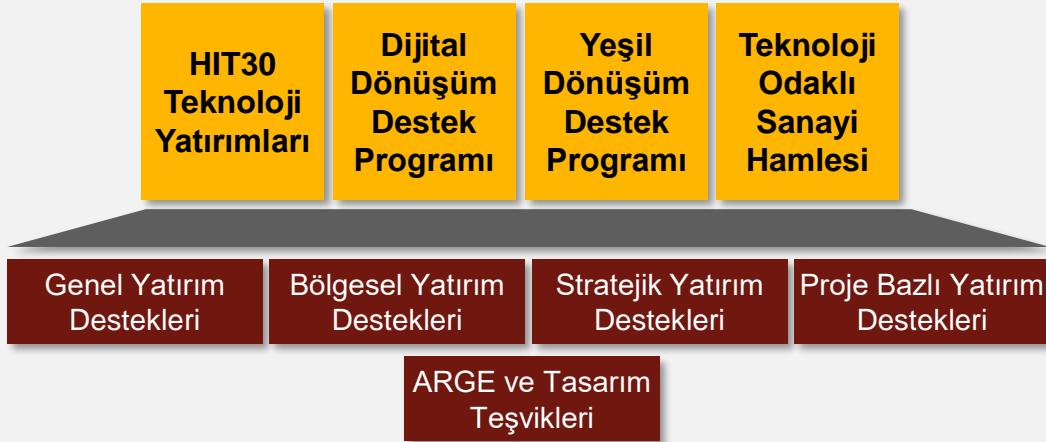 HIT30
Teknoloji
Yatırımları
Dijital
Dönüşüm
Destek
Programı
Yeşil
Dönüşüm
Destek
Programı
Teknoloji
Odaklı
Sanayi
Hamlesi
Genel Yatırım
Destekleri
Bölgesel Yatırım
Destekleri
Stratejik Yatırım
Destekleri
Proje Bazlı Yatırım
Destekleri
ARGE ve Tasarım
Teşvikleri